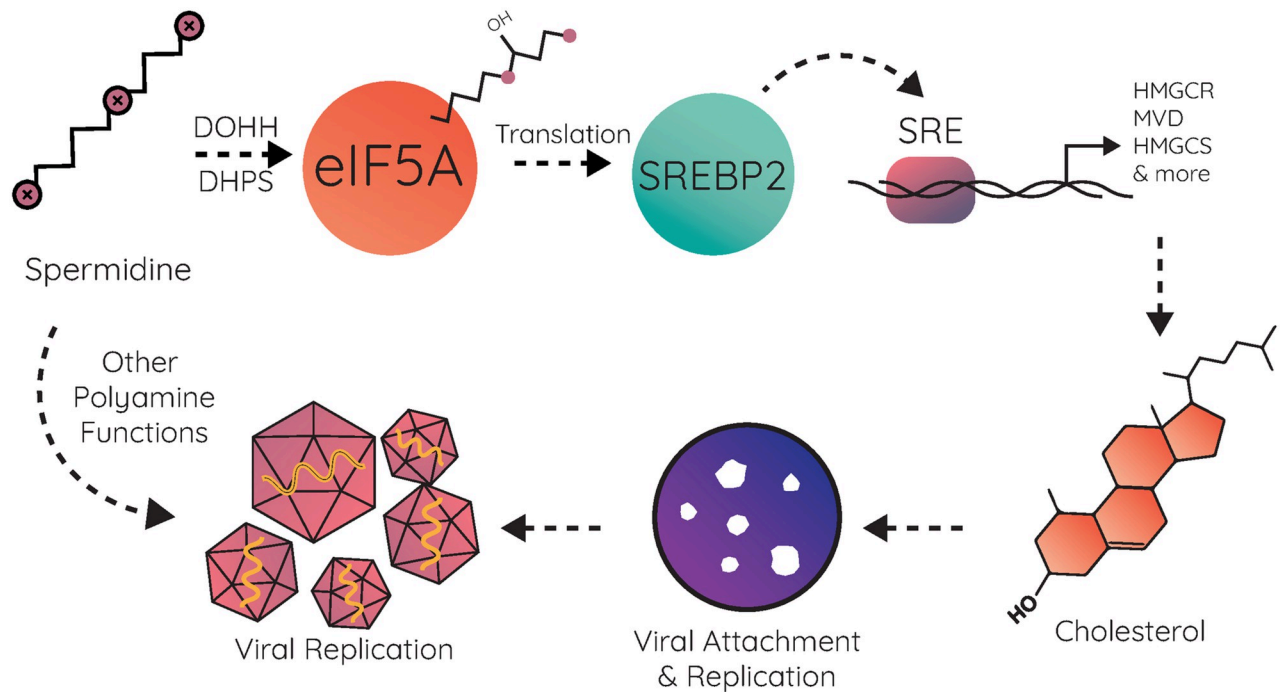 Spermidine
DOHH
DHPS
OH
eIF5A
Translation
SREBP2
SRE
HMGCR
MVD
HMGCS
& more
Other
Polyamine
Functions
Viral Replication
Viral Attachment
& Replication
HO
Cholesterol